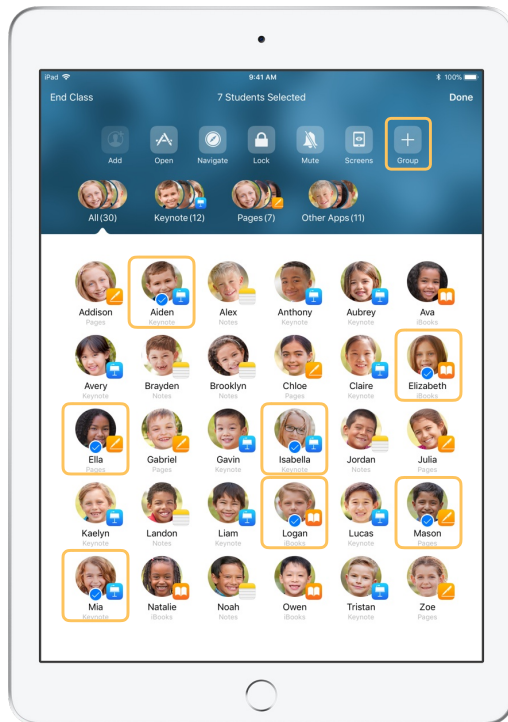 iPad 9:41 AM 100%
End Class 7 Students Selected Done
Add Open Navigate Lock Mute Screens Group
All (30) Keynote (12) Pages (7) Other Apps (11)
Addison Aiden Alex Anthony Aubrey Ava
Pages Keynote Notes Keynote Keynote iBooks
Avery Brayden Brooklyn Chloe Claire Elizabeth
Keynote Notes Notes Pages Keynote iBooks
Ella Gabriel Gavin Isabella Jordan Julia
Pages Pages Keynote Keynote Notes Pages
Kaelyn Landon Liam Logan Lucas Mason
Keynote Notes Keynote iBooks Keynote Pages
Mia Natalie Noah Owen Tristan Zoe
Keynote iBooks Notes iBooks Keynote Pages